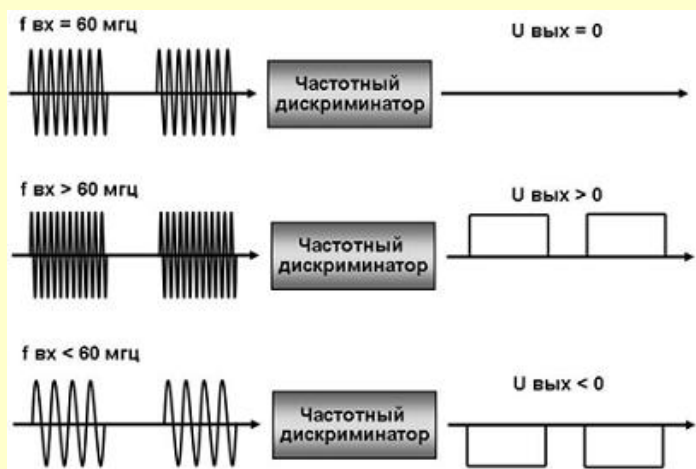 f вх = 60 мгц
U вых = 0
Частотный
дискриминатор
f вх > 60 мгц
U вых > 0
Частотный
дискриминатор
f вх < 60 мгц
U вых < 0
Частотный
дискриминатор